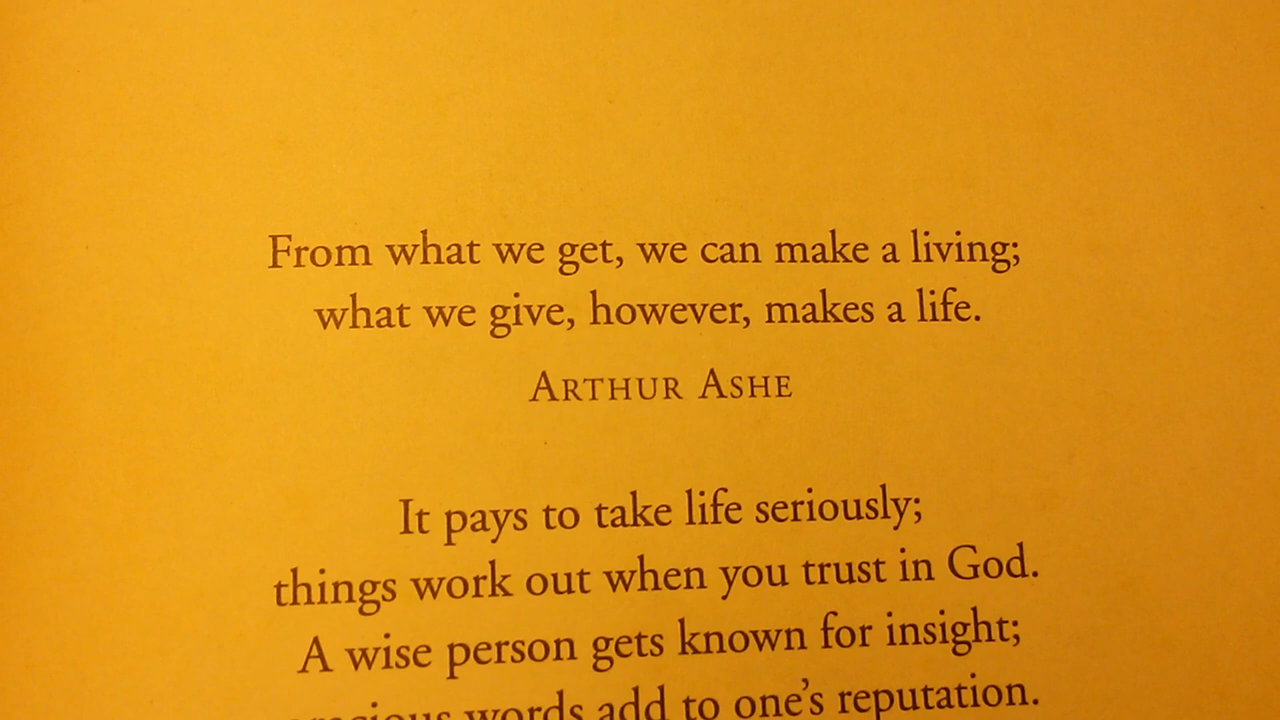 From what we get, we can make a living;
what we give, however, makes a life.
ARTHUR ASHE
It pays to take life seriously;
things work out when you trust in God.
A wise person gets known for insight;
gracious words add to one's reputation.